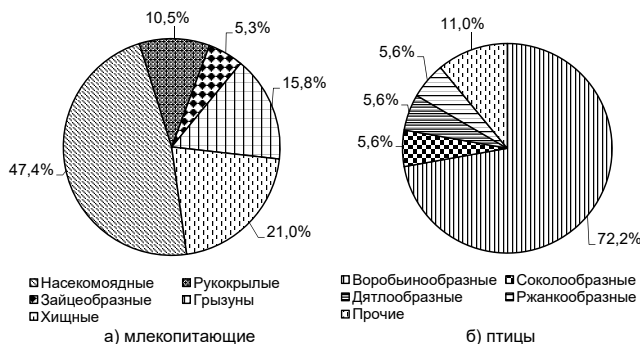 10,5%
5,3%
15,8%
47,4%
21,0%
Насекомоядные Рукокрылые
Зайцеобразные Грызуны
Хищные
а) млекопитающие
11,0%
5,6%
5,6%
5,6%
72,2%
Воробьинообразные Соколообразные
Дятлообразные Ржанкообразные
Прочие
б) птицы